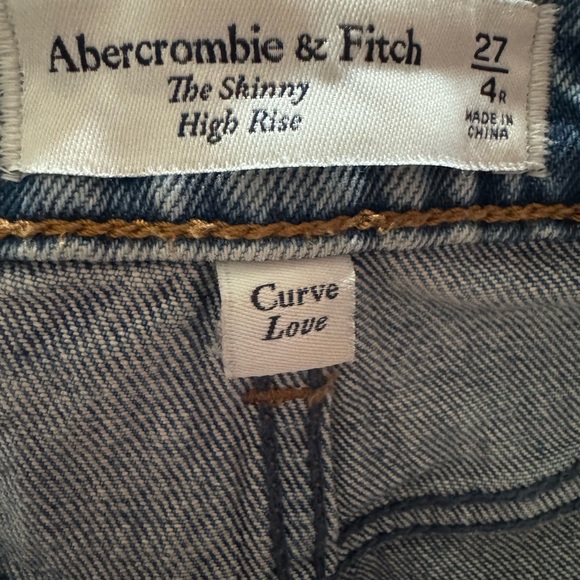 Abercrombie & Fitch
The Skinny
High Rise
27
4R
MADE IN
CHINA
Curve
Love